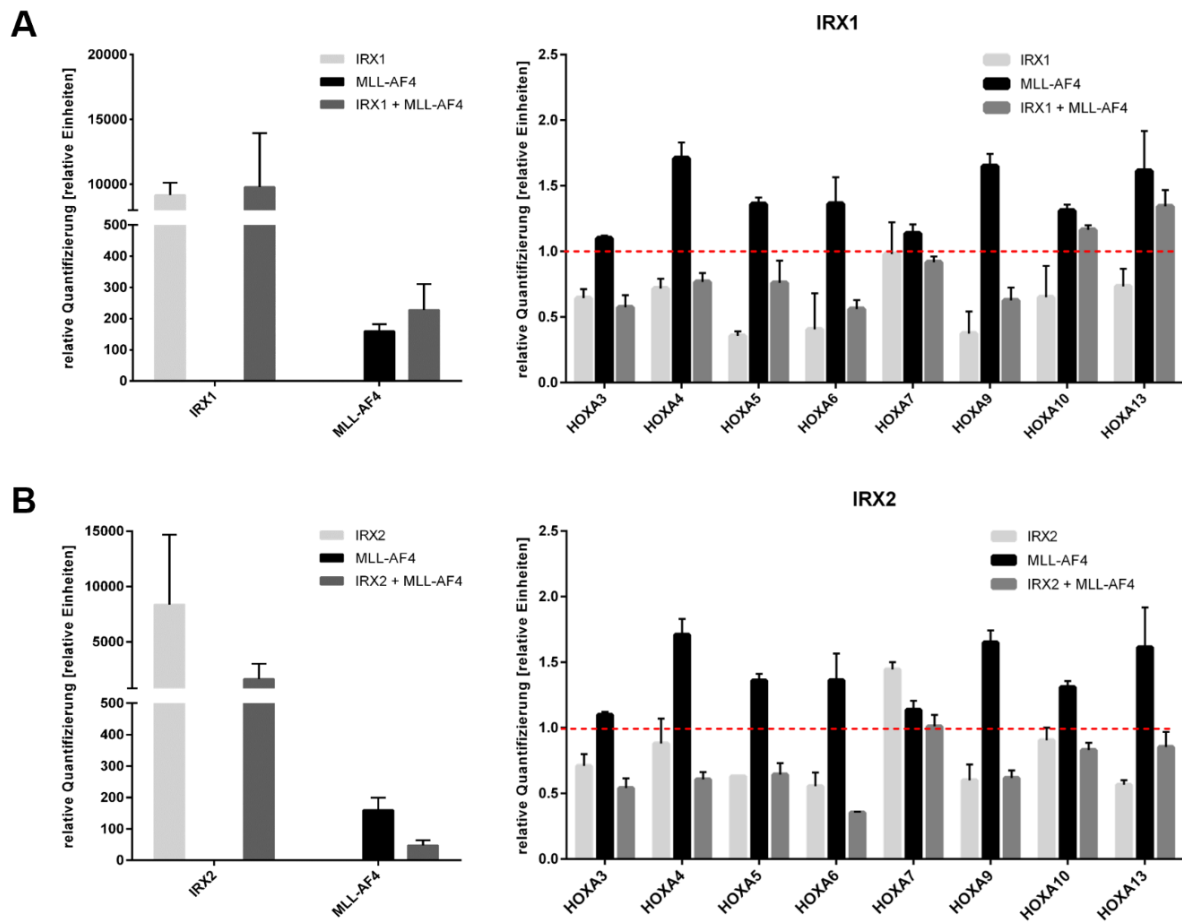 A
relative Quantifizierung [relative Einheiten]
20000
15000
10000
500
400
300
200
100
0
IRX1
MLL-AF4
IRX1 + MLL-AF4
IRX1
MLL-AF4
IRX1
relative Quantifizierung [relative Einheiten]
2.5
2.0
1.5
1.0
0.5
0.0
IRX1
MLL-AF4
IRX1 + MLL-AF4
HOXA3
HOXA4
HOXA5
HOXA6
HOXA7
HOXA9
HOXA10
HOXA13
B
relative Quantifizierung [relative Einheiten]
15000
10000
5000
500
400
300
200
100
0
IRX2
MLL-AF4
IRX2 + MLL-AF4
IRX2
MLL-AF4
IRX2
relative Quantifizierung [relative Einheiten]
2.5
2.0
1.5
1.0
0.5
0.0
IRX2
MLL-AF4
IRX2 + MLL-AF4
HOXA3
HOXA4
HOXA5
HOXA6
HOXA7
HOXA9
HOXA10
HOXA13